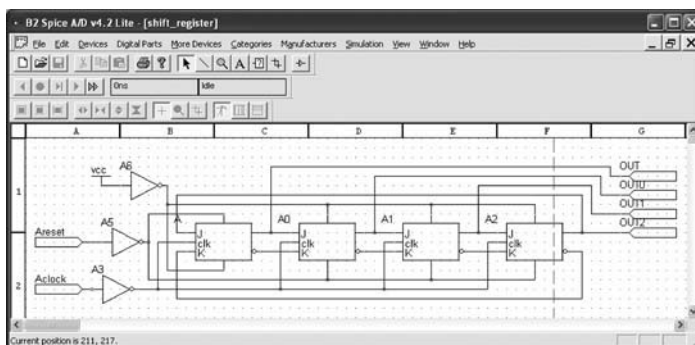 B2 Spice A/D v4.2 Lite - [shift_register]
File Edit Devices Digital Parts More Devices Categories Manufacturers Simulation View Window Help
0ns Idle
A B C D E F G
vcc A6 OUT
1 OUT0
A A0 A1 A2 OUT1
Areset A5 OUT2
J J J J
clk clk clk clk
K K K K
Aclock A3
2
Current position is 211, 217.